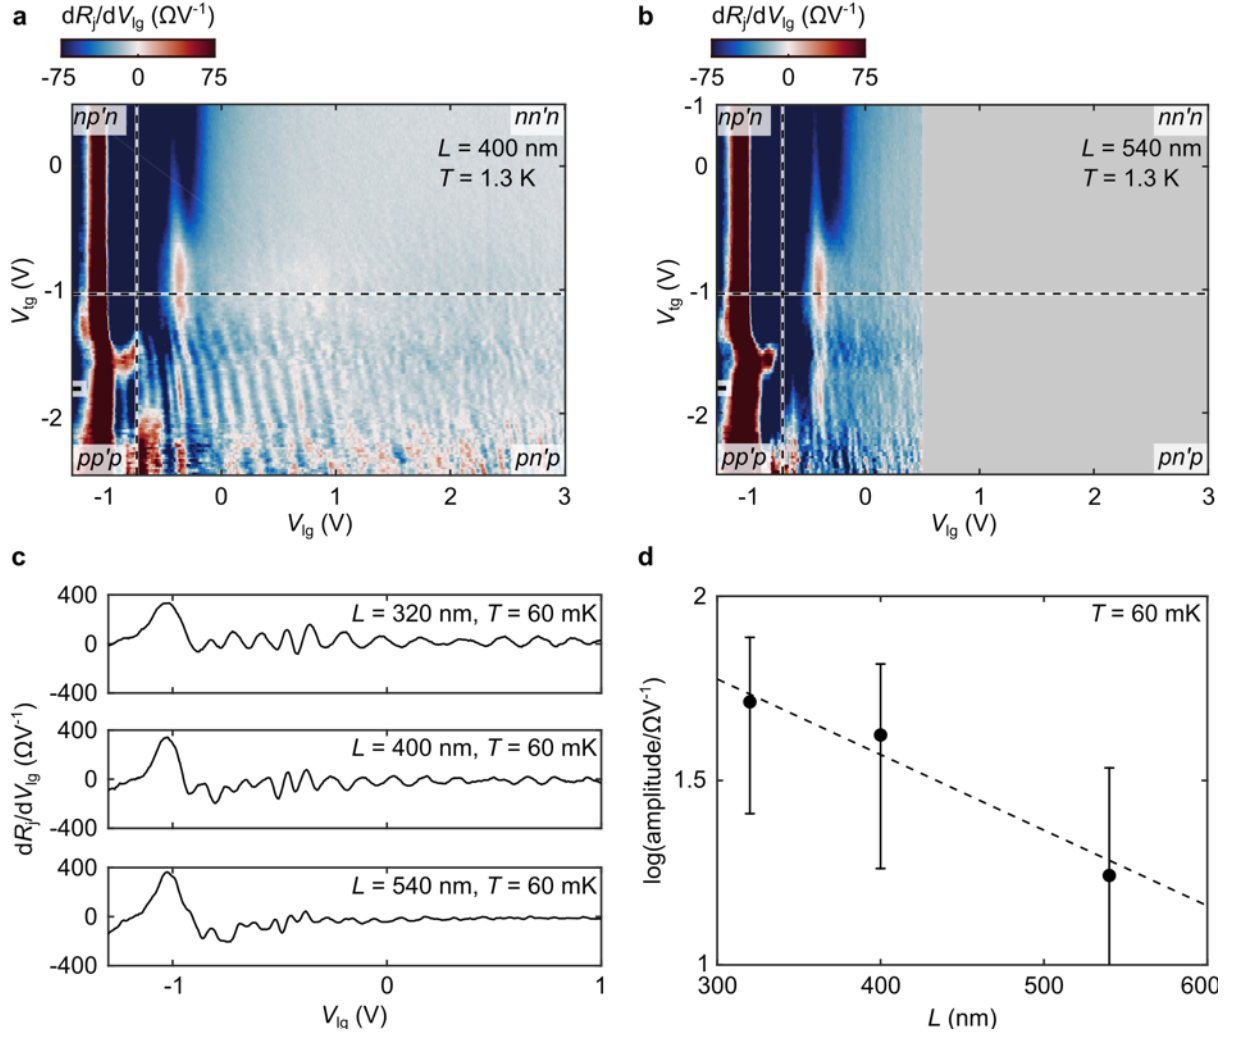 a
dRj/dVlg (ΩV⁻¹)
-75 0 75
np'n nn'n
L = 400 nm
T = 1.3 K
0
-1
-2
Vtg (V)
pp'p pn'p
-1 0 1 2 3
Vlg (V)
b
dRj/dVlg (ΩV⁻¹)
-75 0 75
np'n nn'n
L = 540 nm
T = 1.3 K
-1
0
-1
-2
Vtg (V)
pp'p pn'p
-1 0 1 2 3
Vlg (V)
c
400
0
-400
L = 320 nm, T = 60 mK
400
0
-400
L = 400 nm, T = 60 mK
400
0
-400
L = 540 nm, T = 60 mK
dRj/dVlg (ΩV⁻¹)
-1 0 1
Vlg (V)
d
T = 60 mK
2
1.5
1
log(amplitude/ΩV⁻¹)
300 400 500 600
L (nm)